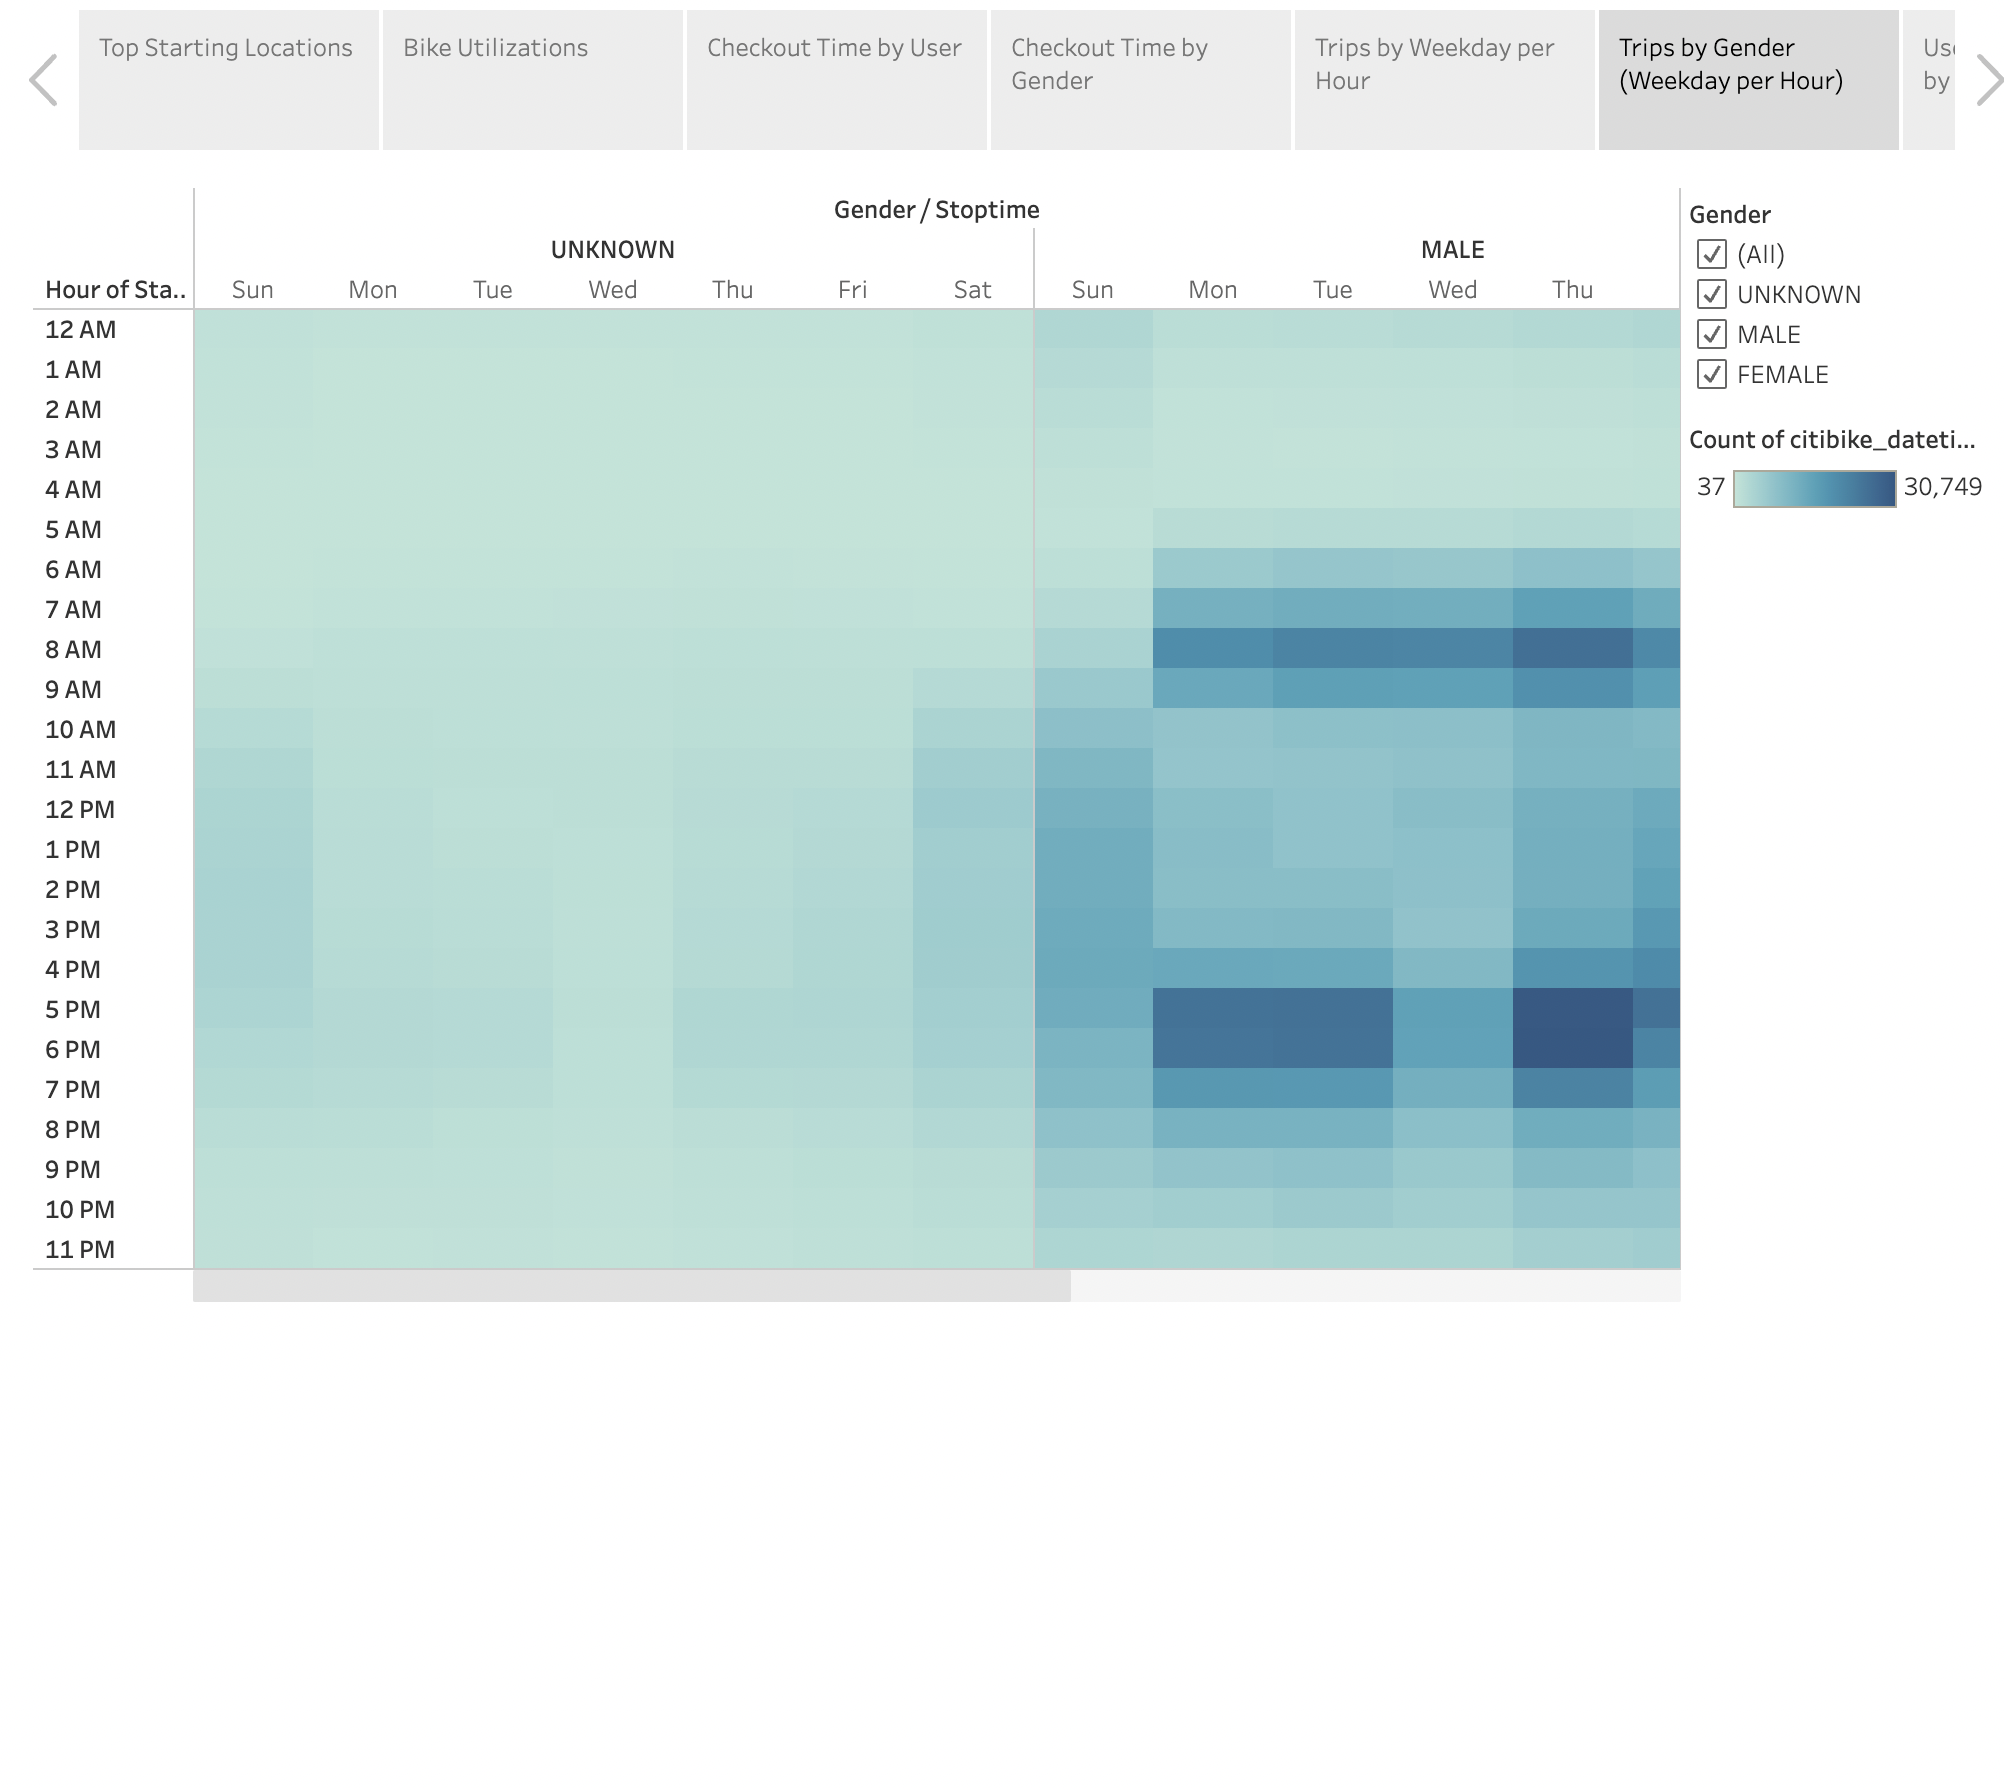 Top Starting Locations
Bike Utilizations
Checkout Time by User
Checkout Time by
Gender
Trips by Weekday per
Hour
Trips by Gender
(Weekday per Hour)
by
Gender / Stoptime
UNKNOWN
MALE
Hour of Sta..
Sun Mon Tue Wed Thu Fri Sat Sun Mon Tue Wed Thu
12 AM
1 AM
2 AM
3 AM
4 AM
5 AM
6 AM
7 AM
8 AM
9 AM
10 AM
11 AM
12 PM
1 PM
2 PM
3 PM
4 PM
5 PM
6 PM
7 PM
8 PM
9 PM
10 PM
11 PM
Gender
(All)
UNKNOWN
MALE
FEMALE
Count of citibike_dateti...
37 30,749